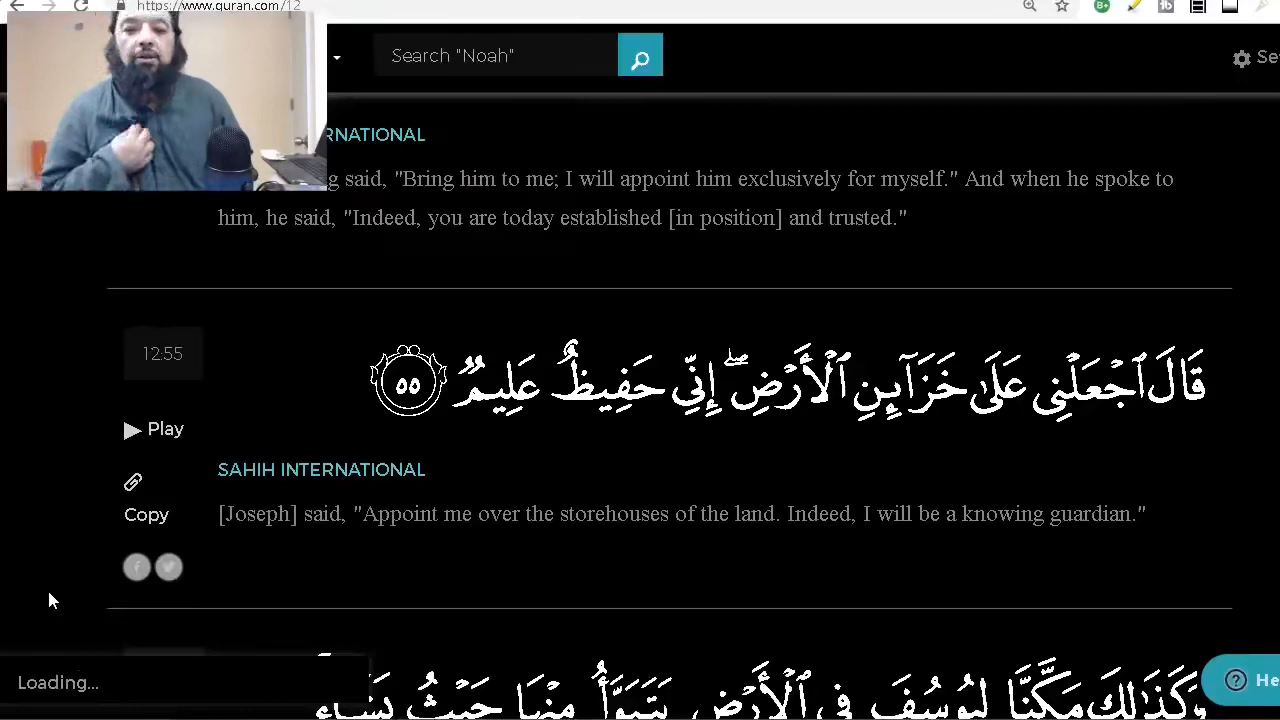 https://www.quran.com/12
Search "Noah"
RNATIONAL
g said, "Bring him to me; I will appoint him exclusively for myself." And when he spoke to
him, he said, "Indeed, you are today established [in position] and trusted."
12:55
قَالَ ٱجْعَلْنِى عَلَىٰ خَزَآئِنِ ٱلْأَرْضِ ۖ إِنِّى حَفِيظٌ عَلِيمٌ ٥٥
Play
SAHIH INTERNATIONAL
Copy
[Joseph] said, "Appoint me over the storehouses of the land. Indeed, I will be a knowing guardian."
وَكَذَٰلِكَ مَكَّنَّا لِيُوسُفَ فِى ٱلْأَرْضِ يَتَبَوَّأُ مِنْهَا حَيْثُ يَشَآءُ
Loading...